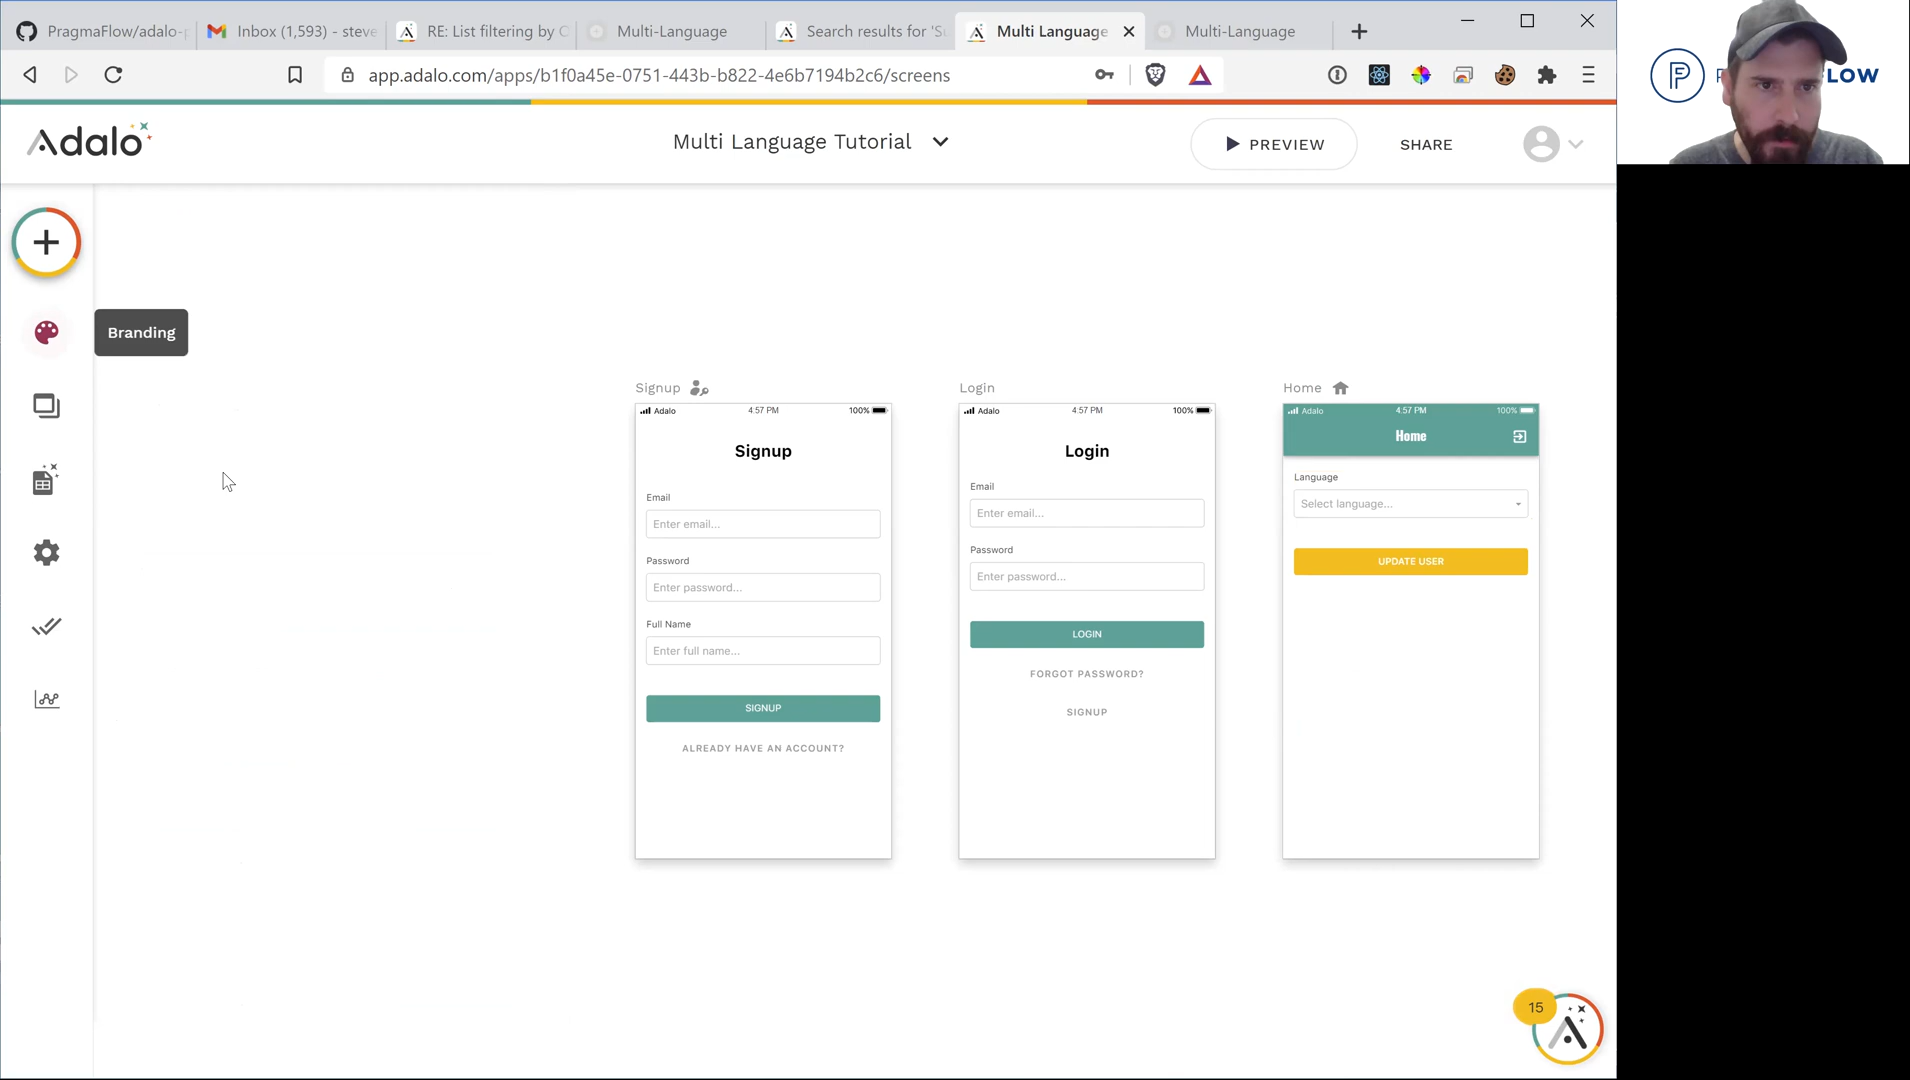 PragmaFlow/adalo-p
Inbox (1,593) - steve
RE: List filtering by C
Multi-Language
Search results for 'Su
Multi Language
Multi-Language
app.adalo.com/apps/b1f0a45e-0751-443b-b822-4e6b7194b2c6/screens
LOW
Adalo
Multi Language Tutorial
PREVIEW
SHARE
Branding
Signup
Adalo 4:57 PM 100%
Signup
Email
Enter email...
Password
Enter password...
Full Name
Enter full name...
SIGNUP
ALREADY HAVE AN ACCOUNT?
Login
Adalo 4:57 PM 100%
Login
Email
Enter email...
Password
Enter password...
LOGIN
FORGOT PASSWORD?
SIGNUP
Home
Adalo 4:57 PM 100%
Home
Language
Select language...
UPDATE USER
15